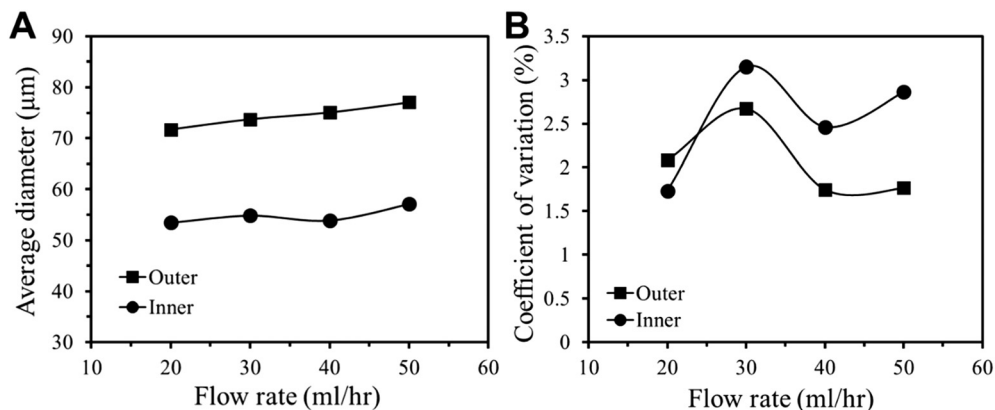 A
Average diameter (μm)
90
80
70
60
50
40
30
Outer
Inner
10
20
30
40
50
60
Flow rate (ml/hr)
B
Coefficient of variation (%)
3.5
3
2.5
2
1.5
1
0.5
0
Outer
Inner
10
20
30
40
50
60
Flow rate (ml/hr)